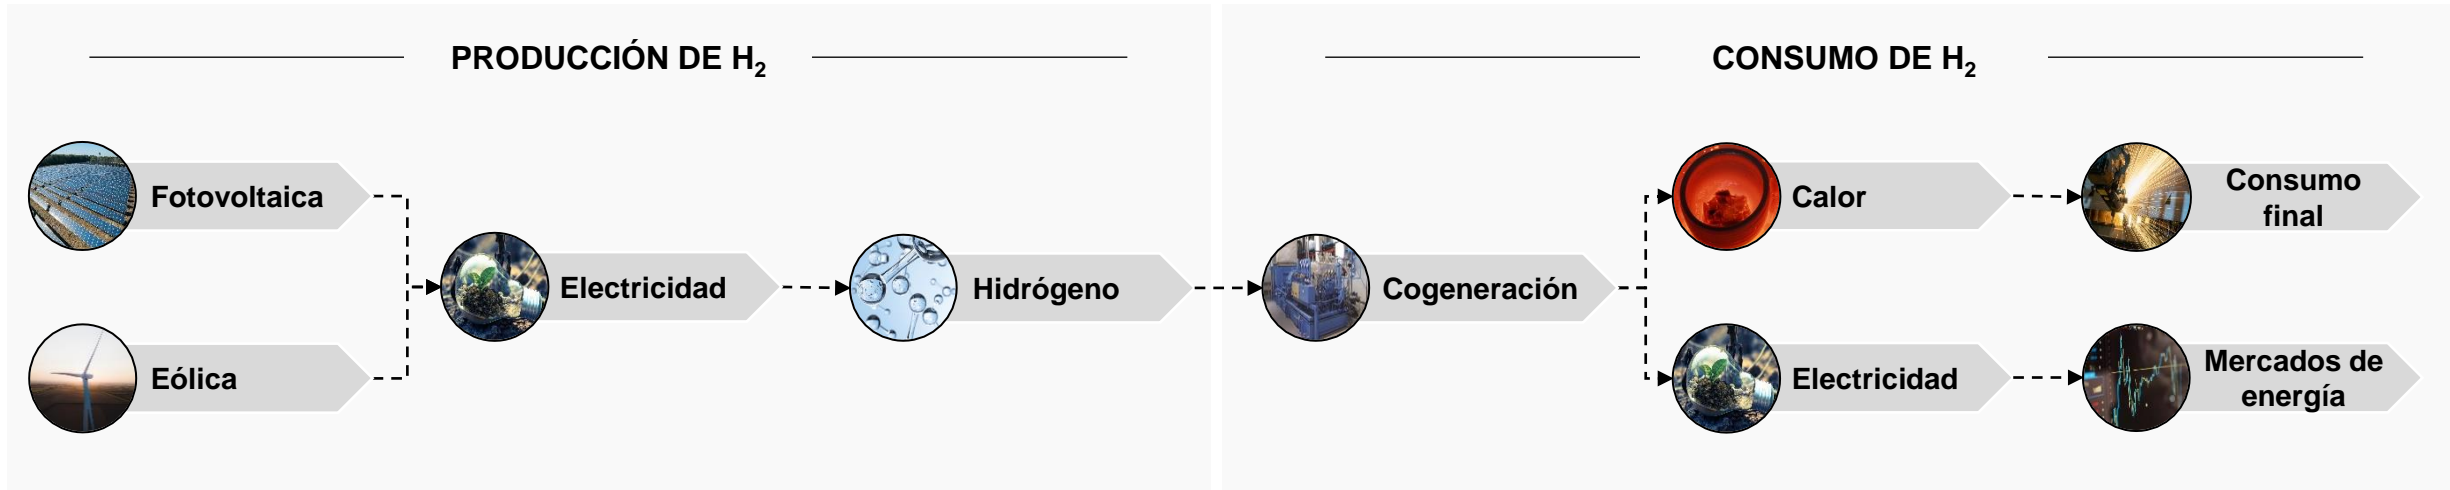 PRODUCCIÓN DE H₂
Fotovoltaica
Eólica
Electricidad
Hidrógeno
CONSUMO DE H₂
Cogeneración
Calor
Consumo
final
Electricidad
Mercados de
energía